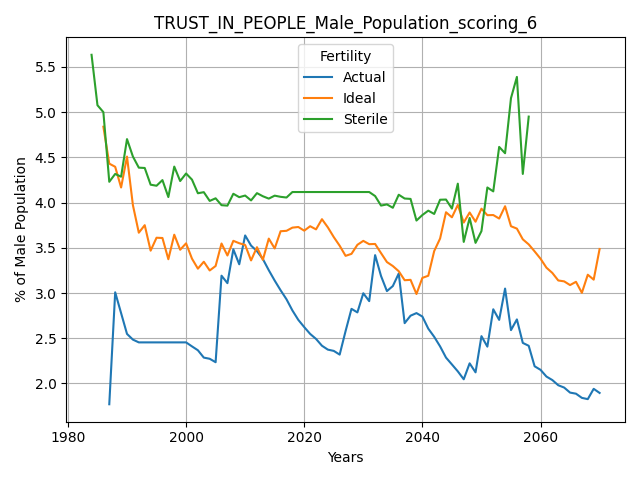 TRUST_IN_PEOPLE_Male_Population_scoring_6
Fertility
Actual
Ideal
Sterile
% of Male Population
5.5
5.0
4.5
4.0
3.5
3.0
2.5
2.0
1980 2000 2020 2040 2060
Years